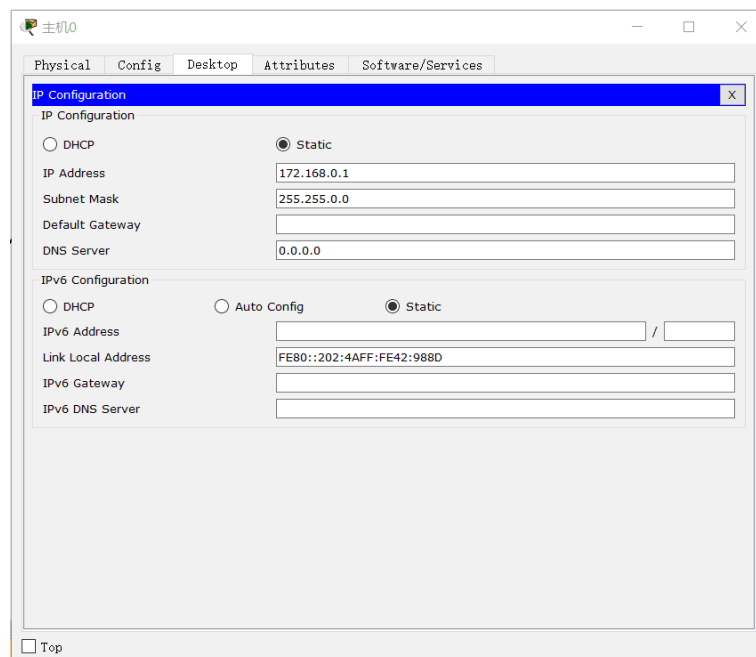 主机0
Physical Config Desktop Attributes Software/Services
IP Configuration X
IP Configuration
DHCP Static
IP Address 172.168.0.1
Subnet Mask 255.255.0.0
Default Gateway
DNS Server 0.0.0.0
IPv6 Configuration
DHCP Auto Config Static
IPv6 Address /
Link Local Address FE80::202:4AFF:FE42:988D
IPv6 Gateway
IPv6 DNS Server
Top